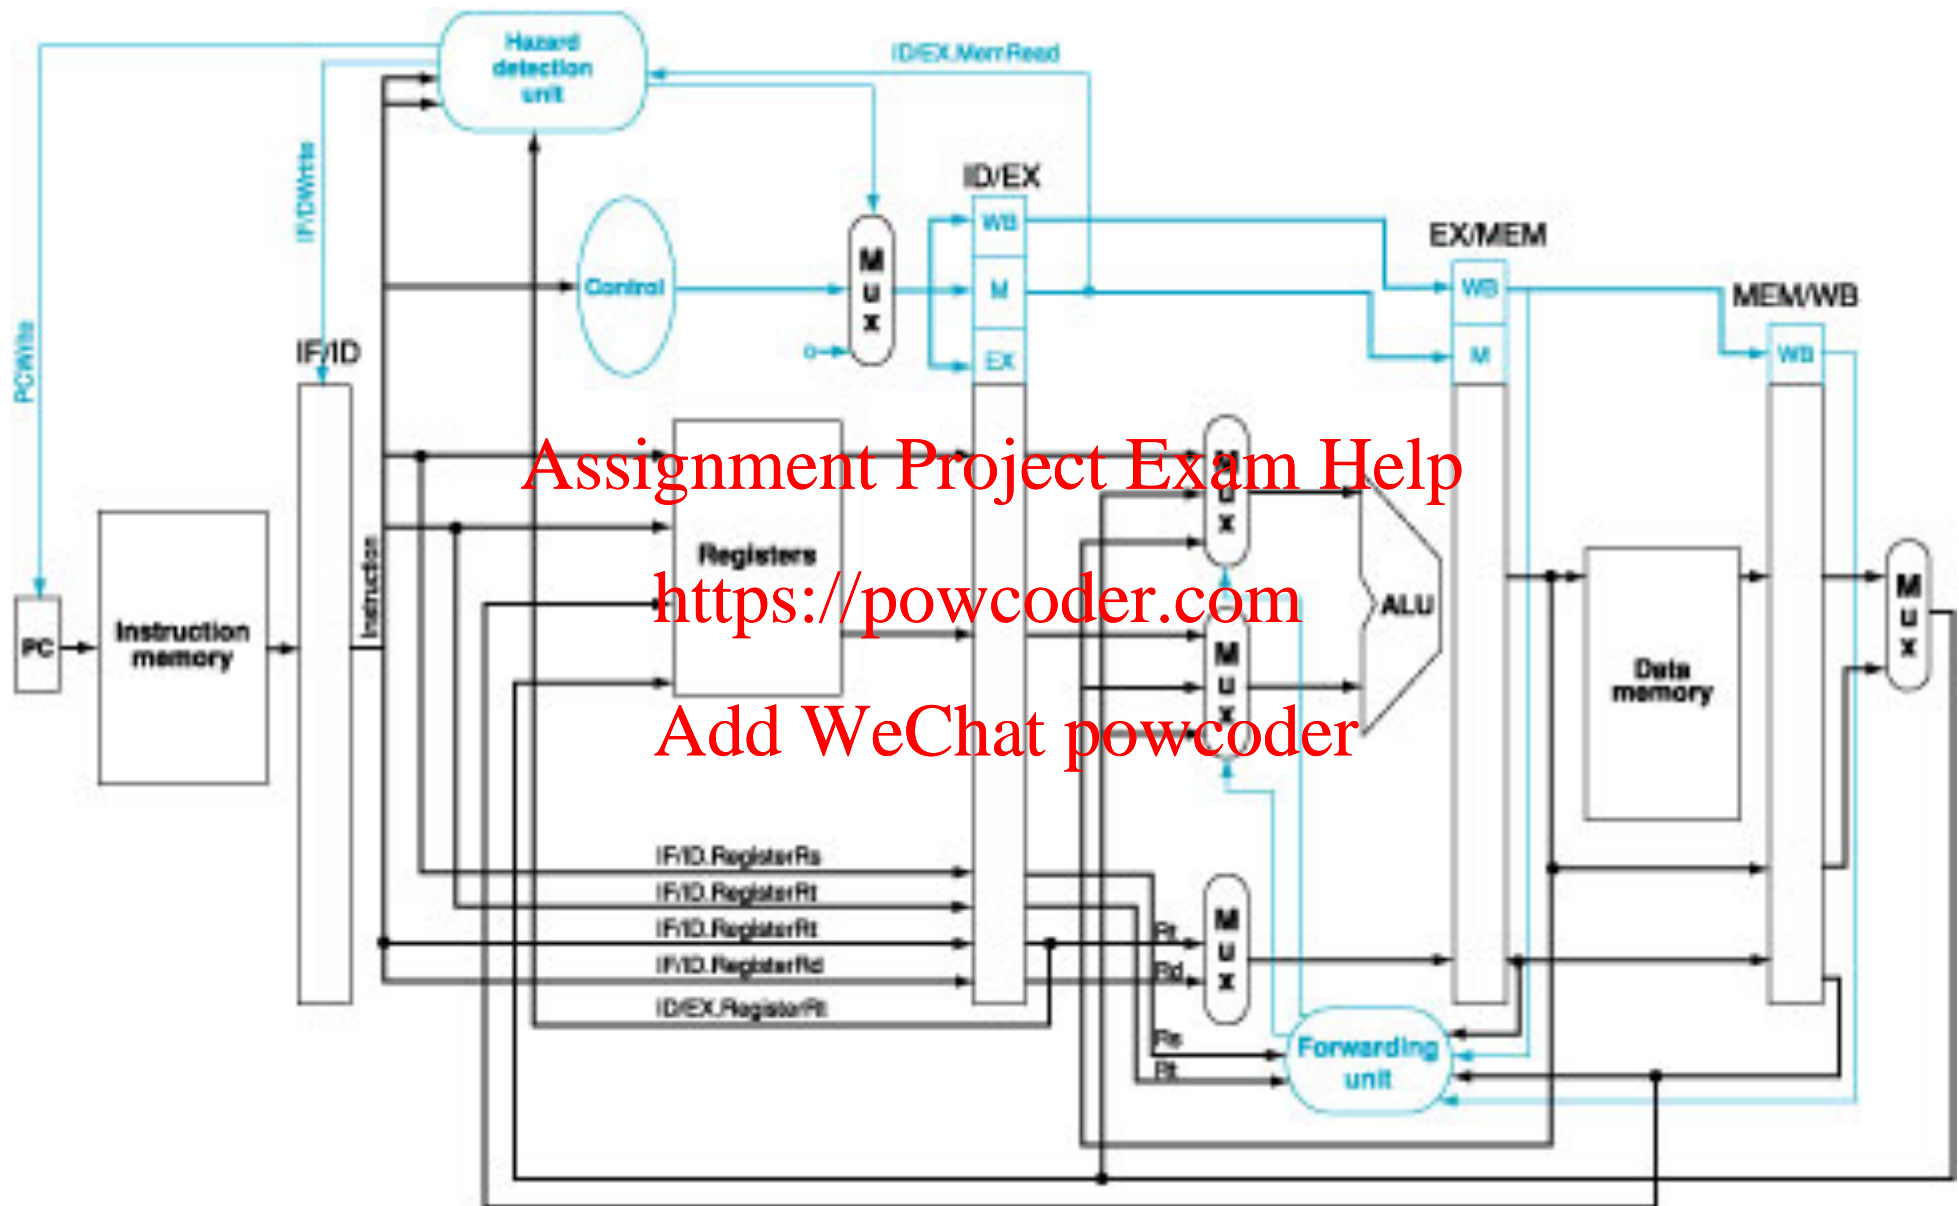 Hazard
detection
unit
ID/EX.MemRead
IF/DWrite
PCWrite
ID/EX
WB
M
EX
Control
M
u
x
0
EX/MEM
WB
M
MEM/WB
WB
IF/ID
Assignment Project Exam Help
M
u
x
Registers
Instruction
https://powcoder.com
PC
Instruction
memory
M
u
x
ALU
Data
memory
M
u
x
Add WeChat powcoder
IF/ID.RegisterRs
IF/ID.RegisterRt
IF/ID.RegisterRt
IF/ID.RegisterRd
ID/EX.RegisterRt
Rt
Rd
M
u
x
Rs
Rt
Forwarding
unit